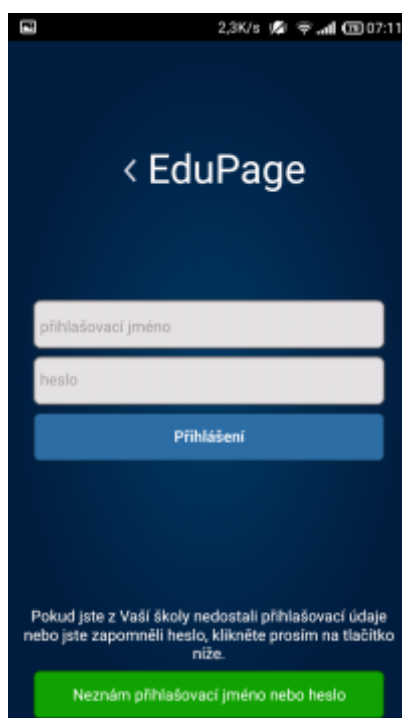 2,3K/s 75 07:11
< EduPage
přihlašovací jméno
heslo
Přihlášení
Pokud jste z Vaší školy nedostali přihlašovací údaje
nebo jste zapomněli heslo, klikněte prosím na tlačítko
níže.
Neznám přihlašovací jméno nebo heslo